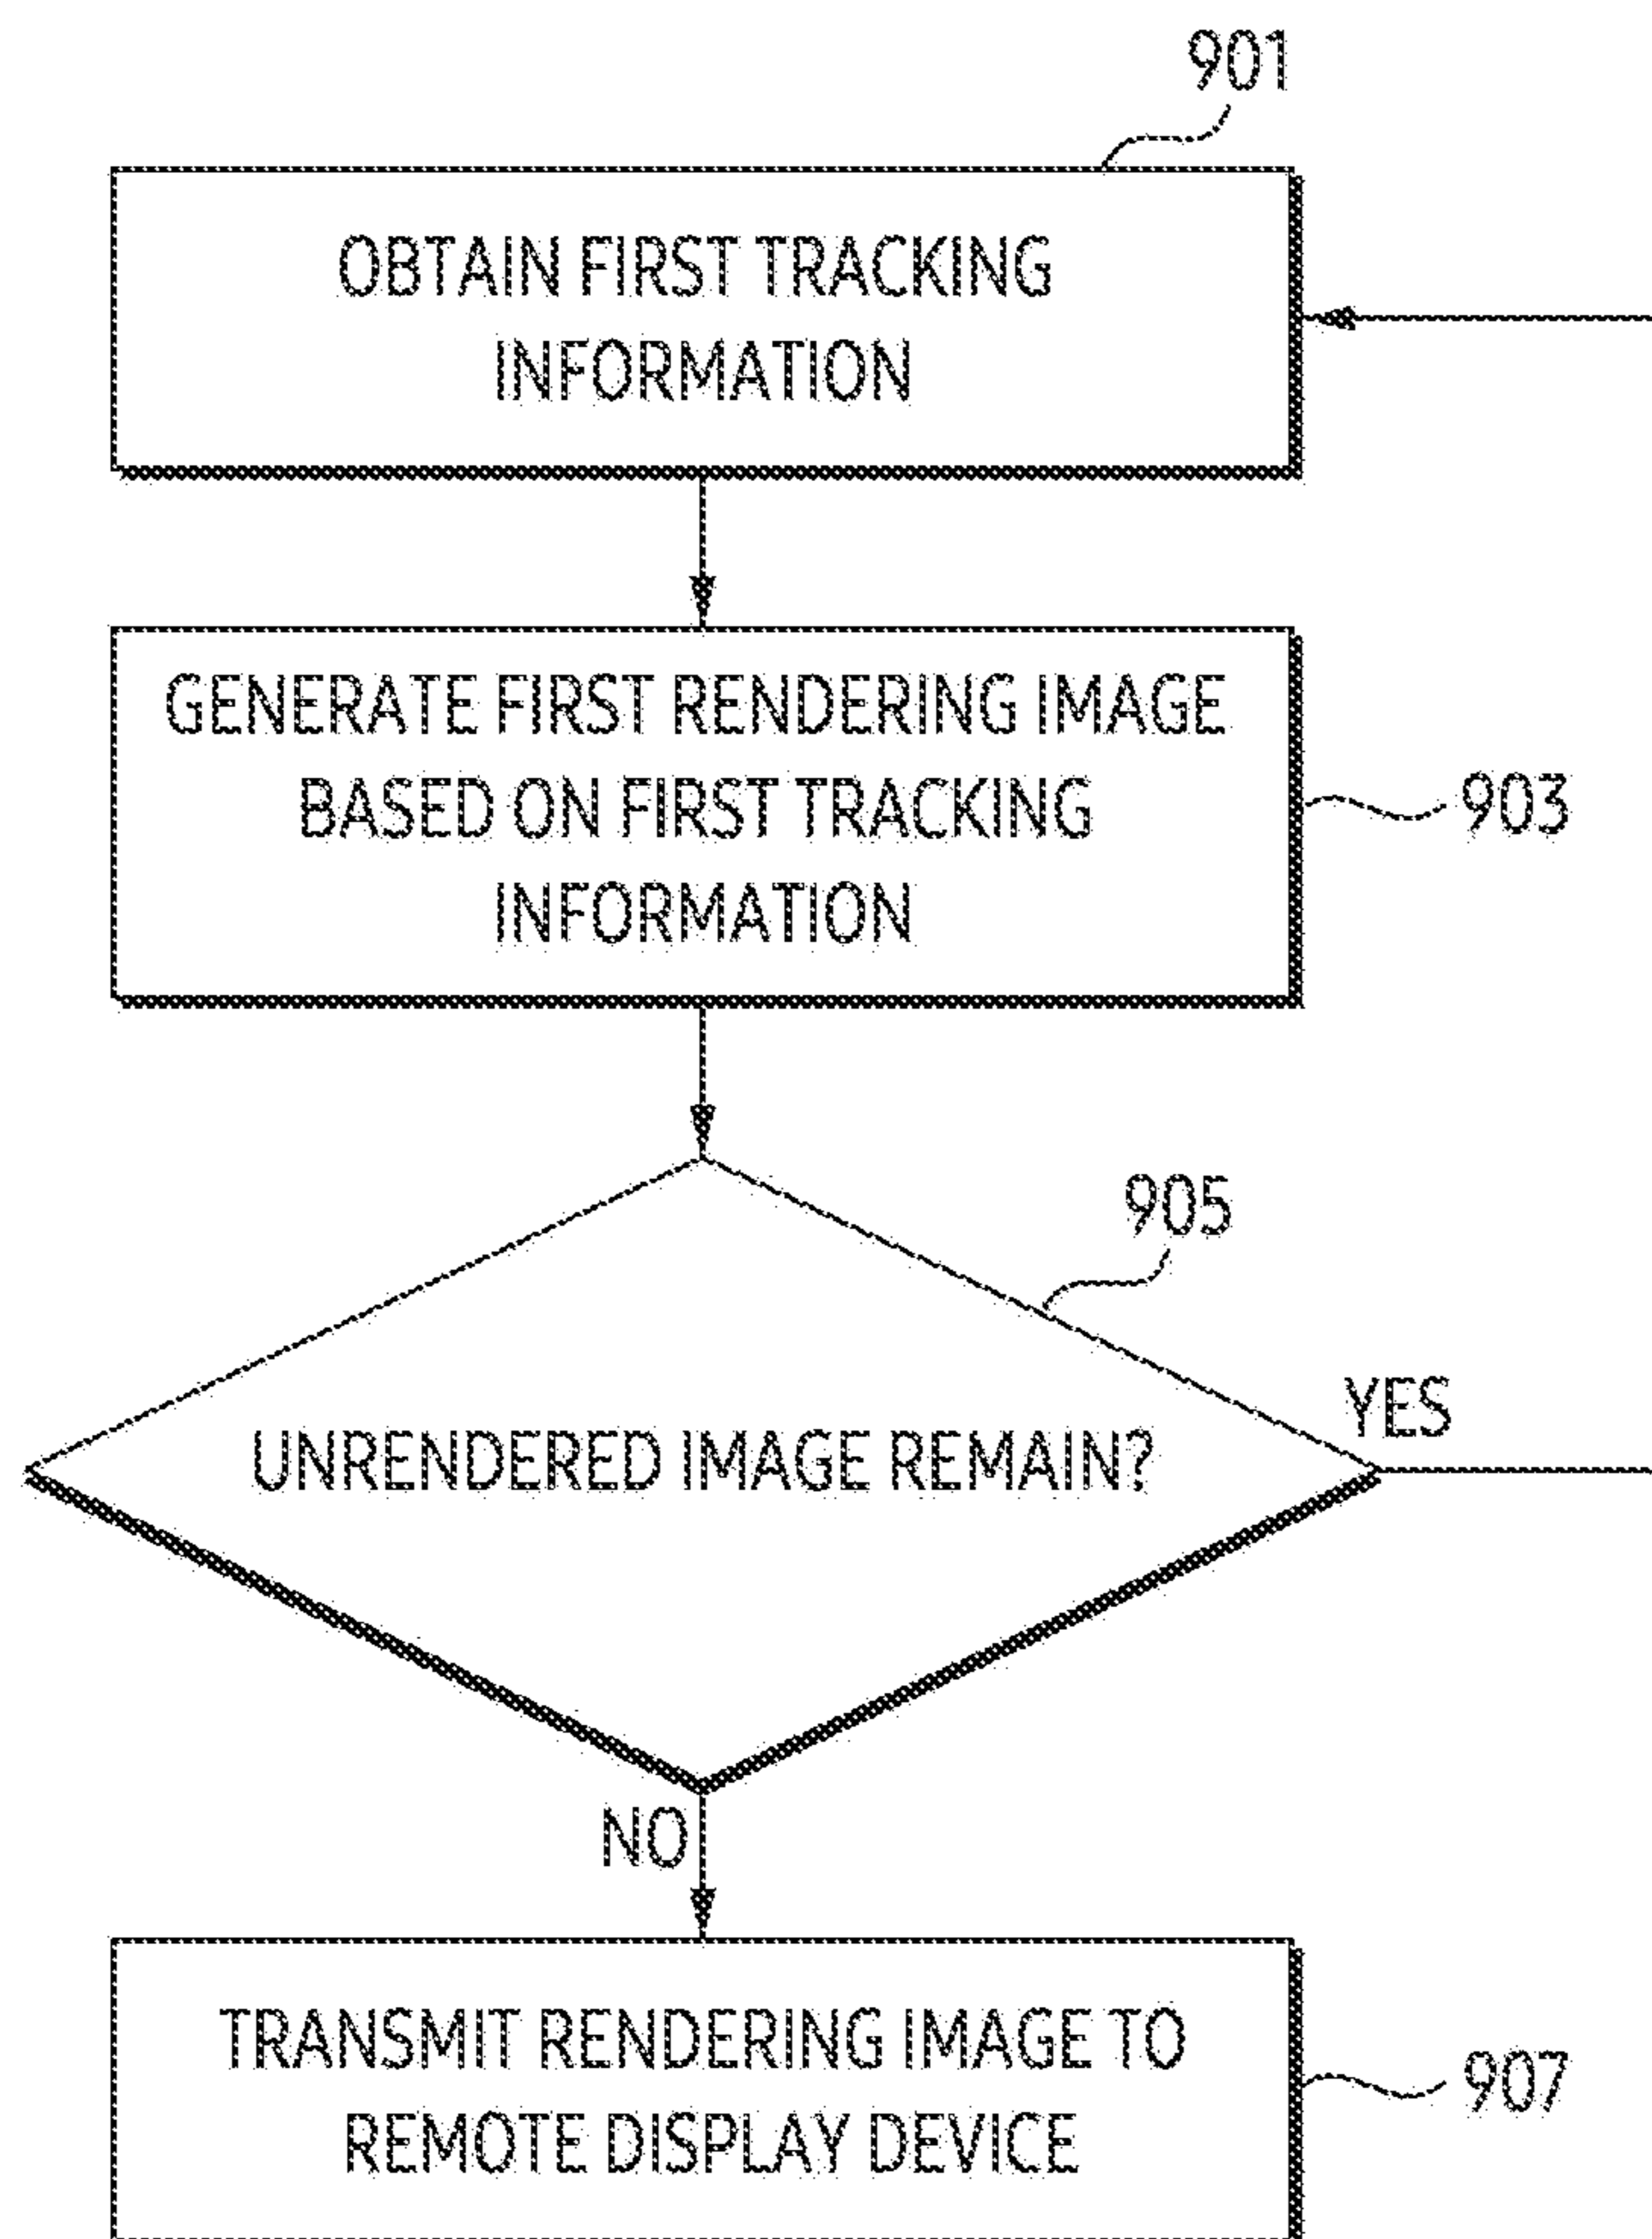 901
OBTAIN FIRST TRACKING
INFORMATION
GENERATE FIRST RENDERING IMAGE
BASED ON FIRST TRACKING
INFORMATION
903
905
UNRENDERED IMAGE REMAIN?
YES
NO
TRANSMIT RENDERING IMAGE TO
REMOTE DISPLAY DEVICE
907